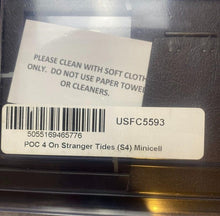 PLEASE CLEAN WITH SOFT CLOTH
ONLY. DO NOT USE PAPER TOWEL
OR CLEANERS.
USFC5593
5055169465776
POC 4 On Stranger Tides (S4) Minicell